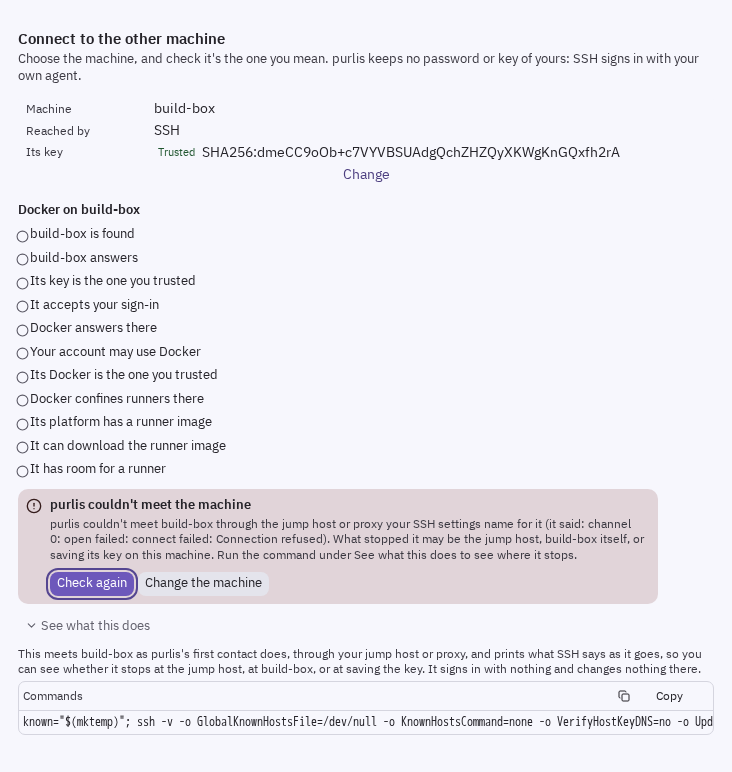 Connect to the other machine
Choose the machine, and check it's the one you mean. purlis keeps no password or key of yours: SSH signs in with your
own agent.
Machine build-box
Reached by SSH
Its key Trusted SHA256:dmeCC9oOb+c7VYVBSUAdgQchZHZQyXKWgKnGQxfh2rA
Change
Docker on build-box
build-box is found
build-box answers
Its key is the one you trusted
It accepts your sign-in
Docker answers there
Your account may use Docker
Its Docker is the one you trusted
Docker confines runners there
Its platform has a runner image
It can download the runner image
It has room for a runner
purlis couldn't meet the machine
purlis couldn't meet build-box through the jump host or proxy your SSH settings name for it (it said: channel
0: open failed: connect failed: Connection refused). What stopped it may be the jump host, build-box itself, or
saving its key on this machine. Run the command under See what this does to see where it stops.
Check again Change the machine
See what this does
This meets build-box as purlis's first contact does, through your jump host or proxy, and prints what SSH says as it goes, so you
can see whether it stops at the jump host, at build-box, or at saving the key. It signs in with nothing and changes nothing there.
Commands Copy
known="$(mktemp)"; ssh -v -o GlobalKnownHostsFile=/dev/null -o KnownHostsCommand=none -o VerifyHostKeyDNS=no -o Upd